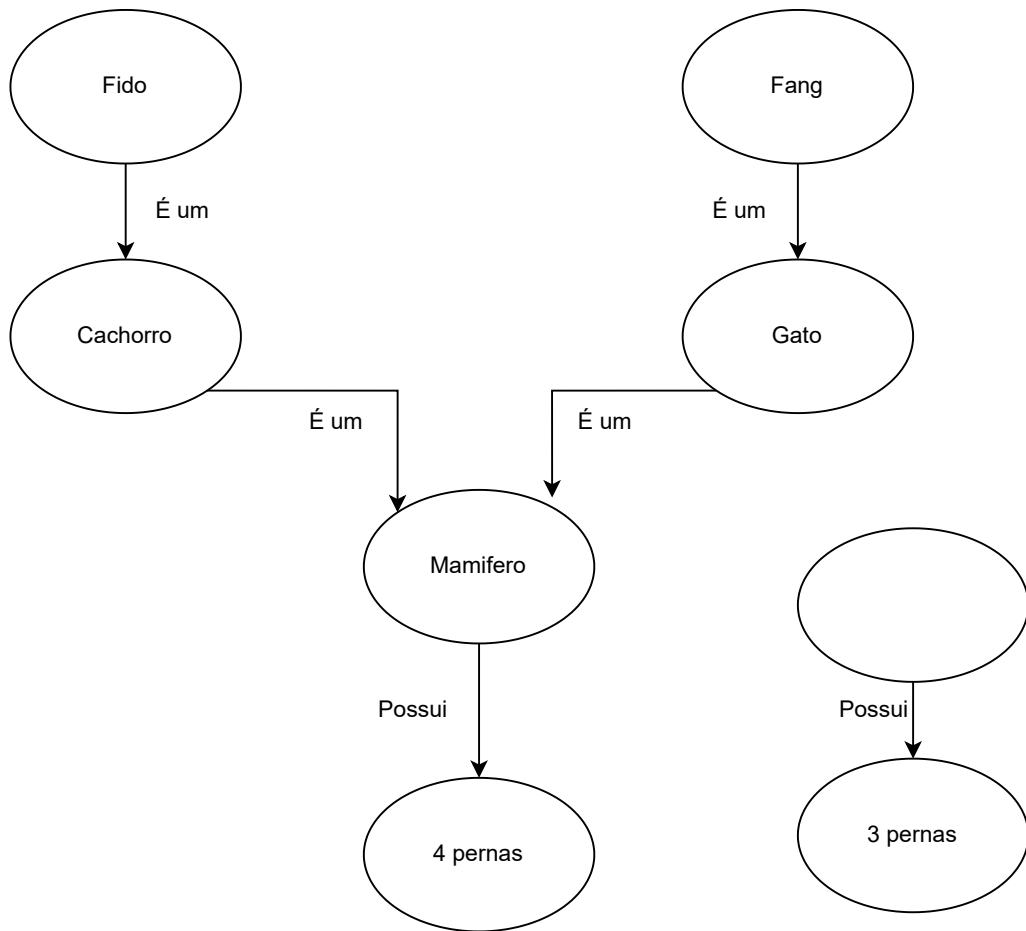 Fido
Fang
É um
É um
Cachorro
Gato
É um
É um
Mamifero
Possui
Possui
4 pernas
3 pernas